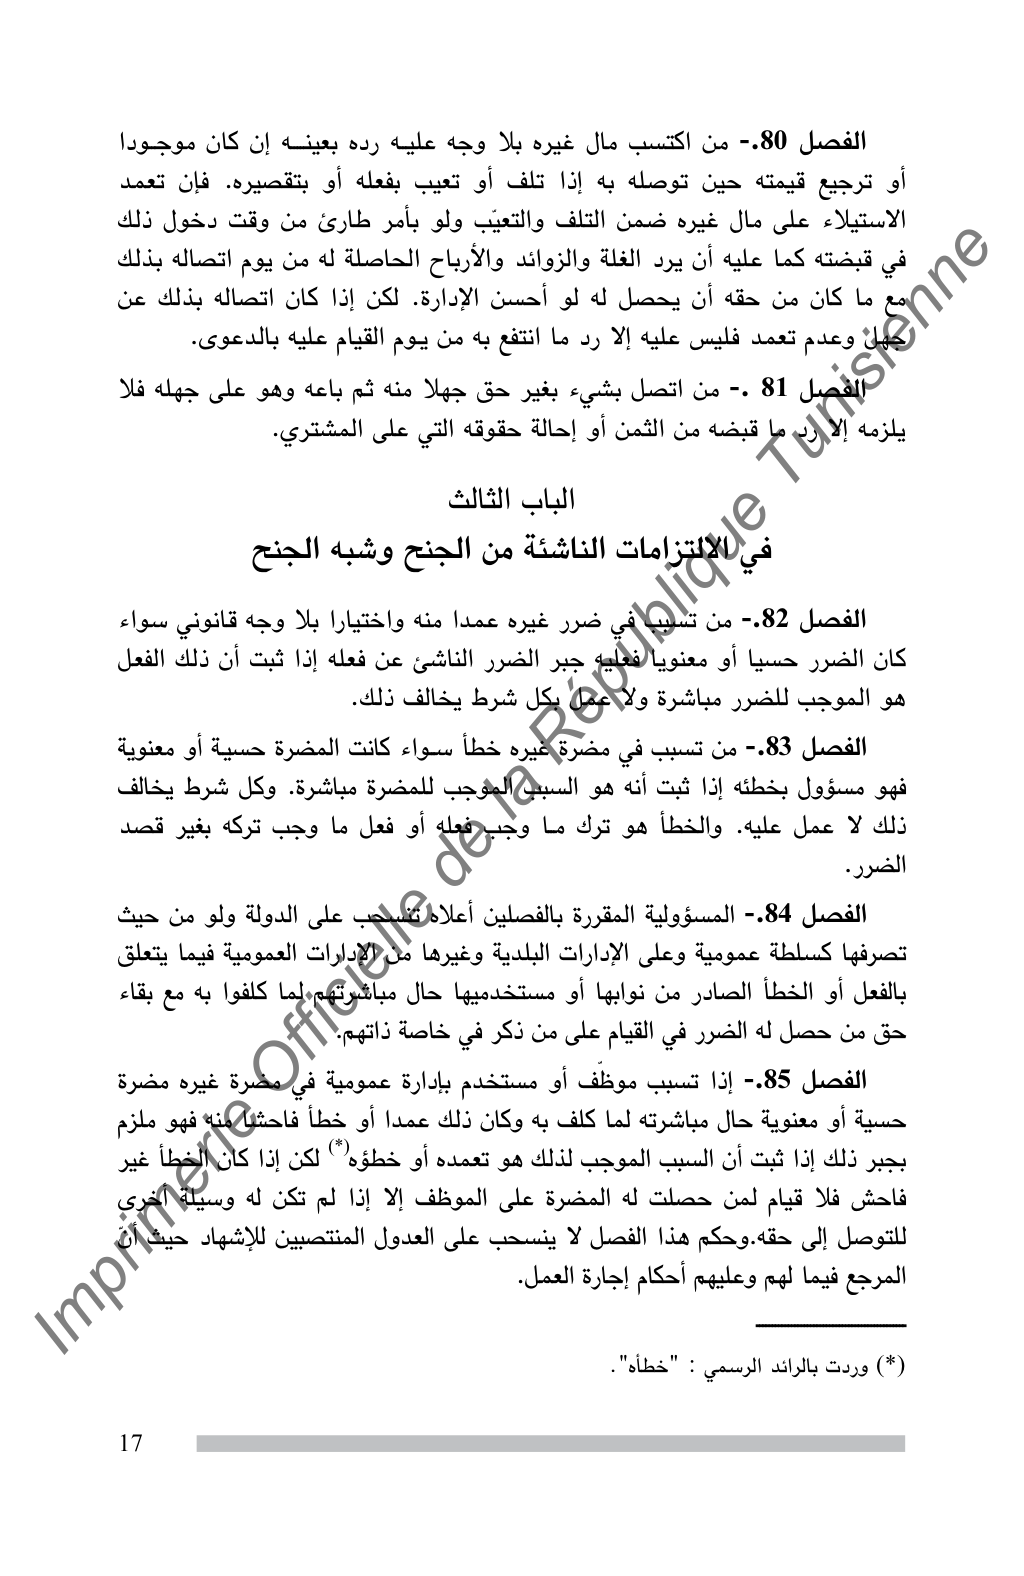 الفصل 80.- من اكتسب مال غيره بلا وجه عليه رده بعينه إن كان موجودا
أو ترجيع قيمته حين توصله به إذا تلف أو تعيب بفعله أو بتقصيره. فإن تعمد
الاستيلاء على مال غيره ضمن التلف والتعيّب ولو بأمر طارئ من وقت دخول ذلك
في قبضته كما عليه أن يرد الغلة والزوائد والأرباح الحاصلة له من يوم اتصاله بذلك
مع ما كان من حقه أن يحصل له لو أحسن الإدارة. لكن إذا كان اتصاله بذلك عن
جهل وعدم تعمد فليس عليه إلا رد ما انتفع به من يوم القيام عليه بالدعوى.
الفصل 81 .- من اتصل بشيء بغير حق جهلا منه ثم باعه وهو على جهله فلا
يلزمه إلا رد ما قبضه من الثمن أو إحالة حقوقه التي على المشتري.
الباب الثالث
في الالتزامات الناشئة من الجنح وشبه الجنح
الفصل 82.- من تسبب في ضرر غيره عمدا منه واختيارا بلا وجه قانوني سواء
كان الضرر حسيا أو معنويا فعليه جبر الضرر الناشئ عن فعله إذا ثبت أن ذلك الفعل
هو الموجب للضرر مباشرة ولا عمل بكل شرط يخالف ذلك.
الفصل 83.- من تسبب في مضرة غيره خطأ سواء كانت المضرة حسية أو معنوية
فهو مسؤول بخطئه إذا ثبت أنه هو السبب الموجب للمضرة مباشرة. وكل شرط يخالف
ذلك لا عمل عليه. والخطأ هو ترك ما وجب فعله أو فعل ما وجب تركه بغير قصد
الضرر.
الفصل 84.- المسؤولية المقررة بالفصلين أعلاه تنسحب على الدولة ولو من حيث
تصرفها كسلطة عمومية وعلى الإدارات البلدية وغيرها من الإدارات العمومية فيما يتعلق
بالفعل أو الخطأ الصادر من نوابها أو مستخدميها حال مباشرتهم لما كلفوا به مع بقاء
حق من حصل له الضرر في القيام على من ذكر في خاصة ذاتهم.
الفصل 85.- إذا تسبب موظّف أو مستخدم بإدارة عمومية في مضرة غيره مضرة
حسية أو معنوية حال مباشرته لما كلف به وكان ذلك عمدا أو خطأ فاحشا منه فهو ملزم
بجبر ذلك إذا ثبت أن السبب الموجب لذلك هو تعمده أو خطؤه(*) لكن إذا كان الخطأ غير
فاحش فلا قيام لمن حصلت له المضرة على الموظف إلا إذا لم تكن له وسيلة أخرى
للتوصل إلى حقه.وحكم هذا الفصل لا ينسحب على العدول المنتصبين للإشهاد حيث أنّ
المرجع فيما لهم وعليهم أحكام إجارة العمل.
(*) وردت بالرائد الرسمي : "خطأه".
17
Imprimerie Officielle de la République Tunisienne